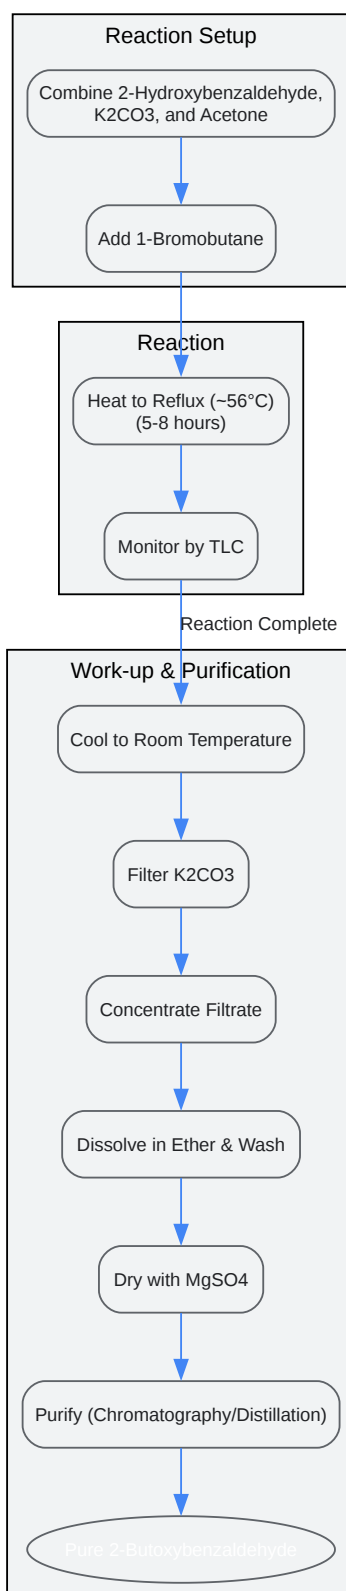 Reaction Setup
Combine 2-Hydroxybenzaldehyde,
K2CO3, and Acetone
Add 1-Bromobutane
Reaction
Heat to Reflux (~56°C)
(5-8 hours)
Monitor by TLC
Reaction Complete
Work-up & Purification
Cool to Room Temperature
Filter K2CO3
Concentrate Filtrate
Dissolve in Ether & Wash
Dry with MgSO4
Purify (Chromatography/Distillation)
Pure 2-Butoxybenzaldehyde